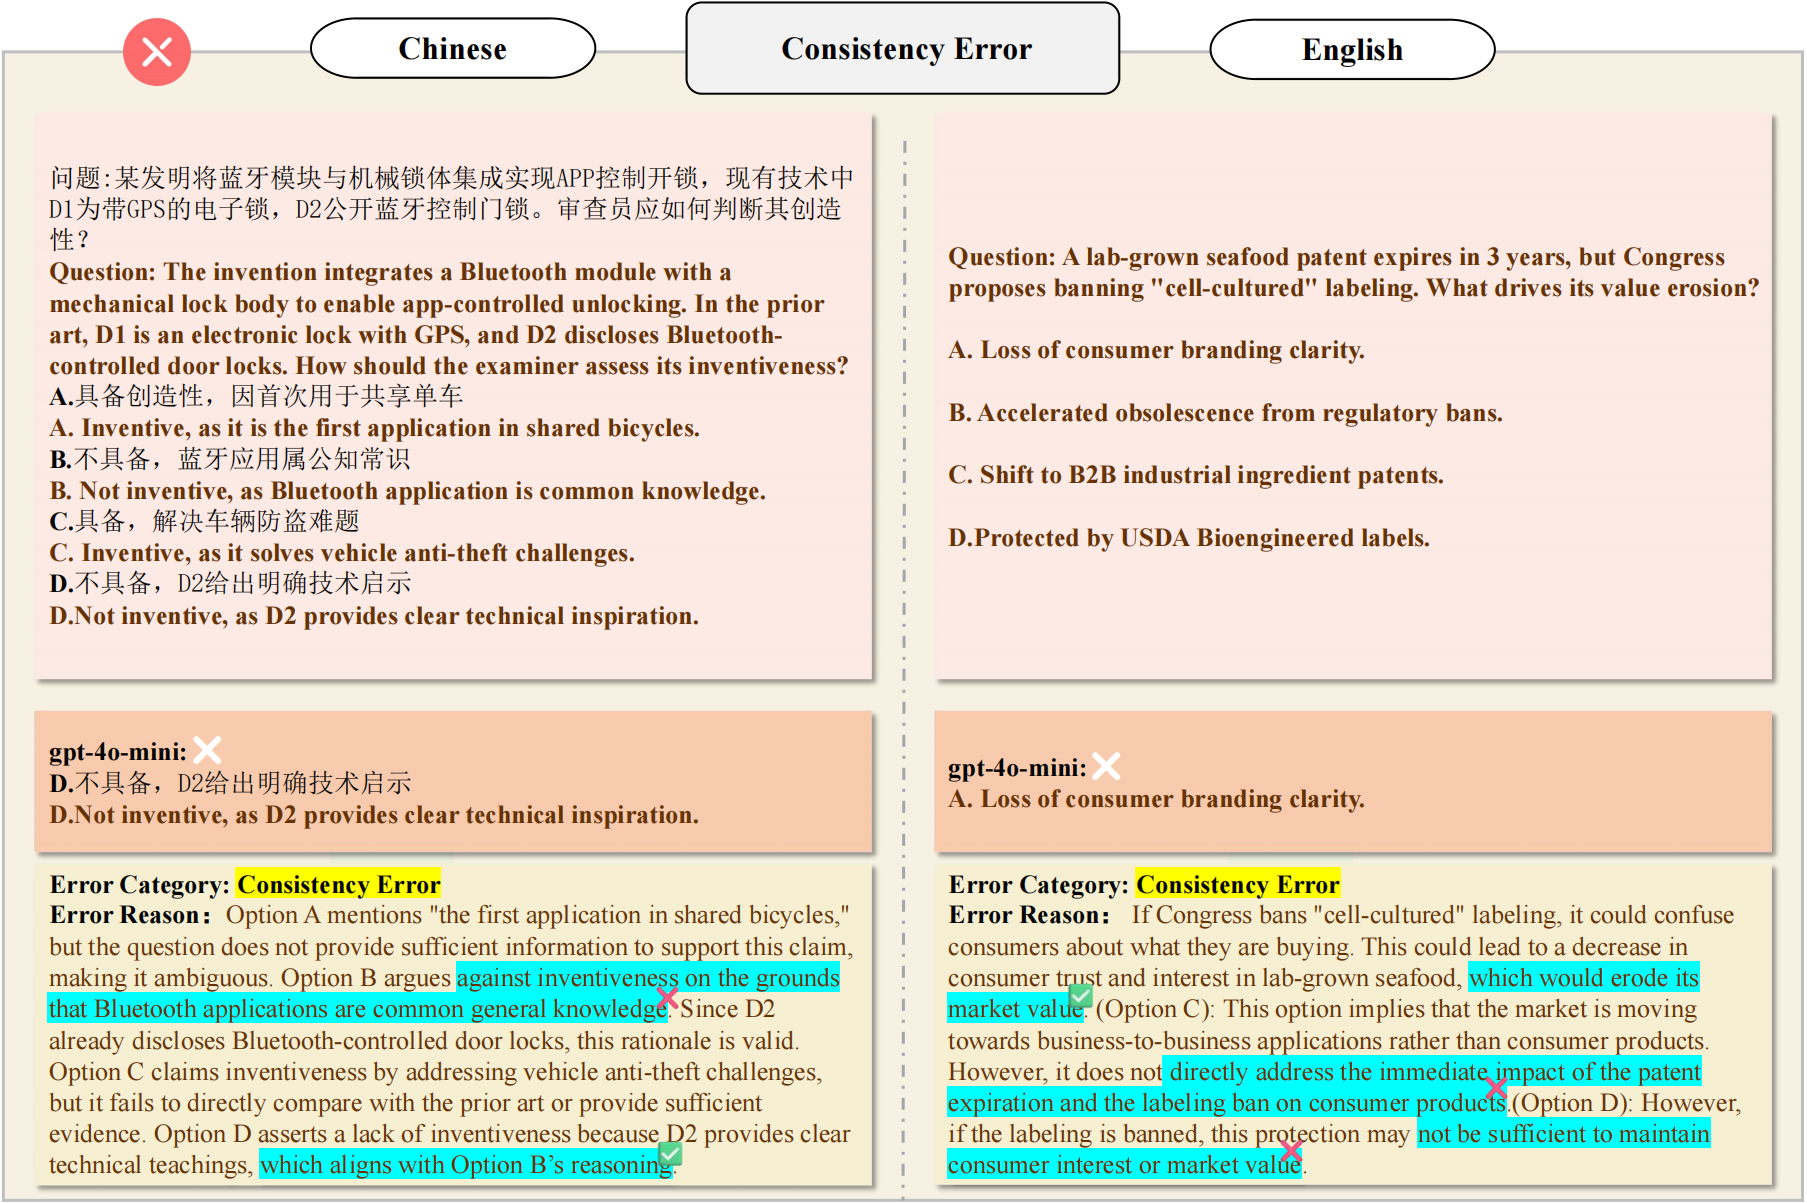 Chinese
Consistency Error
English
问题:某发明将蓝牙模块与机械锁体集成实现APP控制开锁，现有技术中
D1为带GPS的电子锁，D2公开蓝牙控制门锁。审查员应如何判断其创造
性？
Question: The invention integrates a Bluetooth module with a
mechanical lock body to enable app-controlled unlocking. In the prior
art, D1 is an electronic lock with GPS, and D2 discloses Bluetooth-
controlled door locks. How should the examiner assess its inventiveness?
A.具备创造性，因首次用于共享单车
A. Inventive, as it is the first application in shared bicycles.
B.不具备，蓝牙应用属公知常识
B. Not inventive, as Bluetooth application is common knowledge.
C.具备，解决车辆防盗难题
C. Inventive, as it solves vehicle anti-theft challenges.
D.不具备，D2给出明确技术启示
D.Not inventive, as D2 provides clear technical inspiration.
gpt-4o-mini:
D.不具备，D2给出明确技术启示
D.Not inventive, as D2 provides clear technical inspiration.
Error Category: Consistency Error
Error Reason：Option A mentions "the first application in shared bicycles,"
but the question does not provide sufficient information to support this claim,
making it ambiguous. Option B argues against inventiveness on the grounds
that Bluetooth applications are common general knowledge. Since D2
already discloses Bluetooth-controlled door locks, this rationale is valid.
Option C claims inventiveness by addressing vehicle anti-theft challenges,
but it fails to directly compare with the prior art or provide sufficient
evidence. Option D asserts a lack of inventiveness because D2 provides clear
technical teachings, which aligns with Option B’s reasoning.
Question: A lab-grown seafood patent expires in 3 years, but Congress
proposes banning "cell-cultured" labeling. What drives its value erosion?
A. Loss of consumer branding clarity.
B. Accelerated obsolescence from regulatory bans.
C. Shift to B2B industrial ingredient patents.
D.Protected by USDA Bioengineered labels.
gpt-4o-mini:
A. Loss of consumer branding clarity.
Error Category: Consistency Error
Error Reason： If Congress bans "cell-cultured" labeling, it could confuse
consumers about what they are buying. This could lead to a decrease in
consumer trust and interest in lab-grown seafood, which would erode its
market value. (Option C): This option implies that the market is moving
towards business-to-business applications rather than consumer products.
However, it does not directly address the immediate impact of the patent
expiration and the labeling ban on consumer products.(Option D): However,
if the labeling is banned, this protection may not be sufficient to maintain
consumer interest or market value.